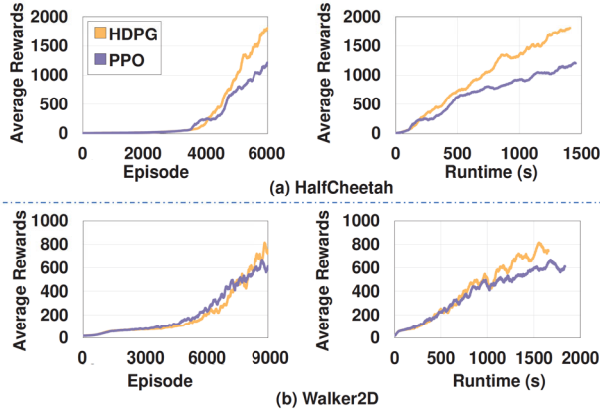 Average Rewards
2000
1500
1000
500
0
HDPG
PPO
0 2000 4000 6000
Episode
Average Rewards
2000
1500
1000
500
0
0 500 1000 1500
Runtime (s)
(a) HalfCheetah
Average Rewards
1000
800
600
400
200
0
0 3000 6000 9000
Episode
Average Rewards
1000
800
600
400
200
0
0 500 1000 1500 2000
Runtime (s)
(b) Walker2D